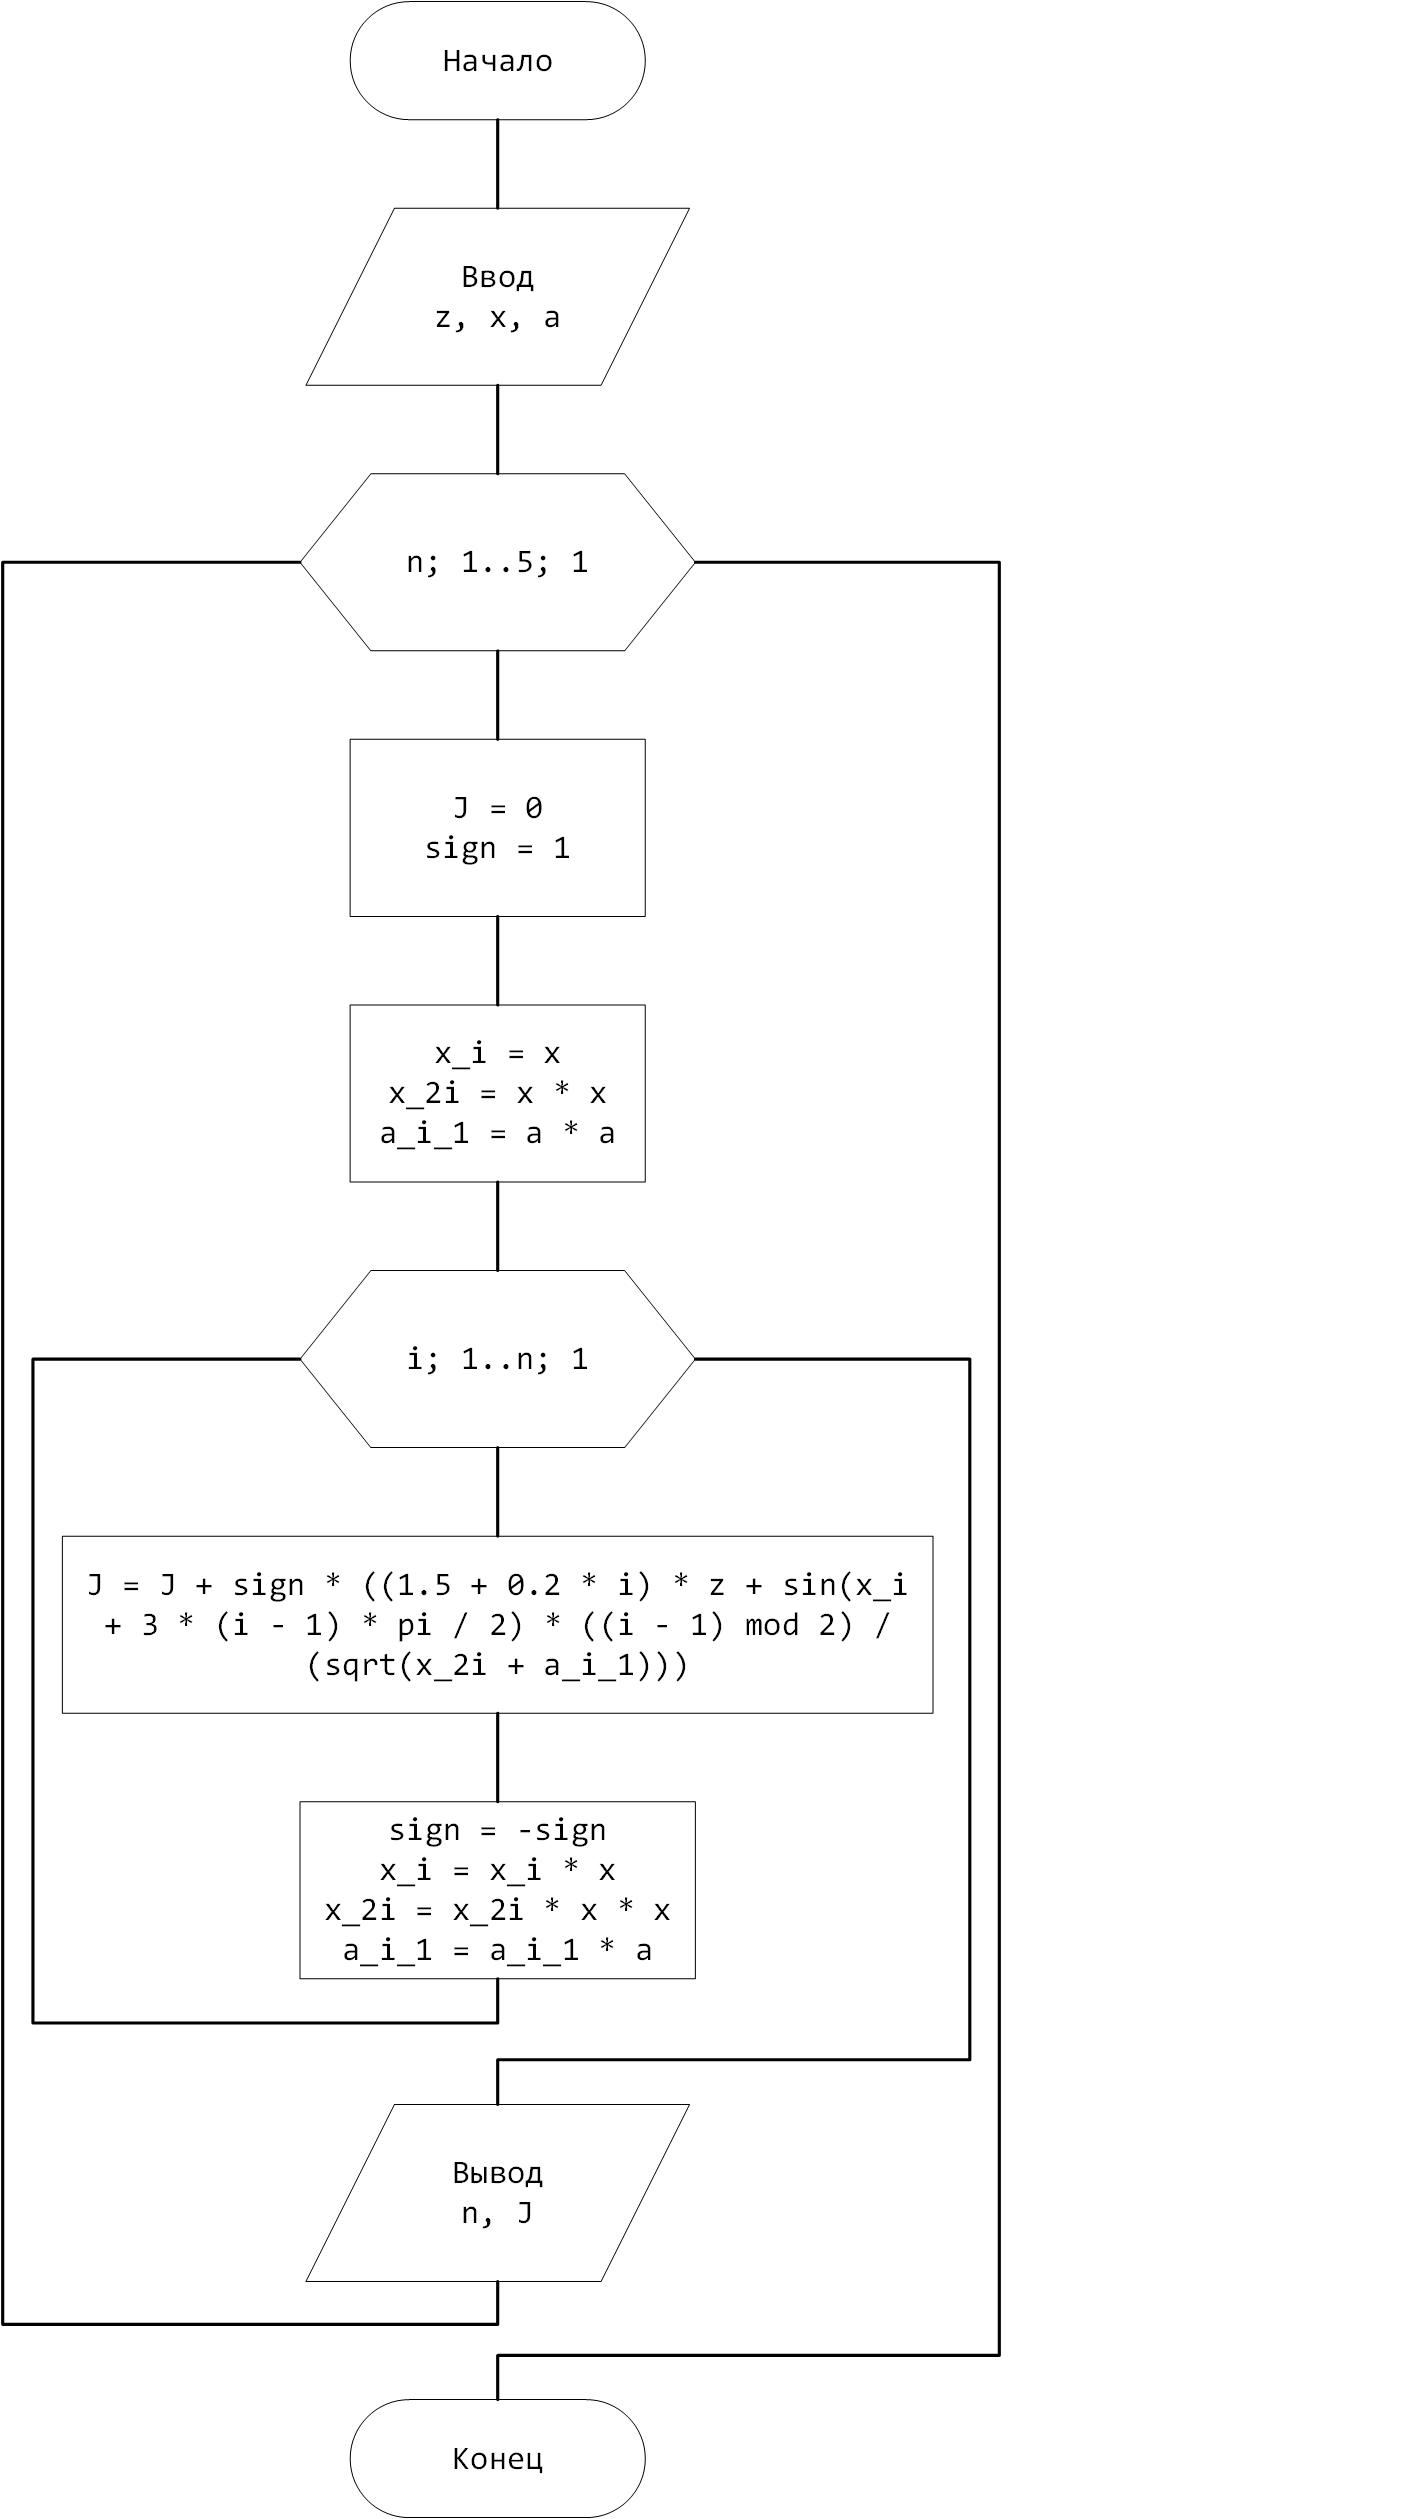 Начало
Ввод
z, x, a
n; 1..5; 1
J = 0
sign = 1
x_i = x
x_2i = x * x
a_i_1 = a * a
i; 1..n; 1
J = J + sign * ((1.5 + 0.2 * i) * z + sin(x_i
+ 3 * (i - 1) * pi / 2) * ((i - 1) mod 2) /
(sqrt(x_2i + a_i_1)))
sign = -sign
x_i = x_i * x
x_2i = x_2i * x * x
a_i_1 = a_i_1 * a
Вывод
n, J
Конец